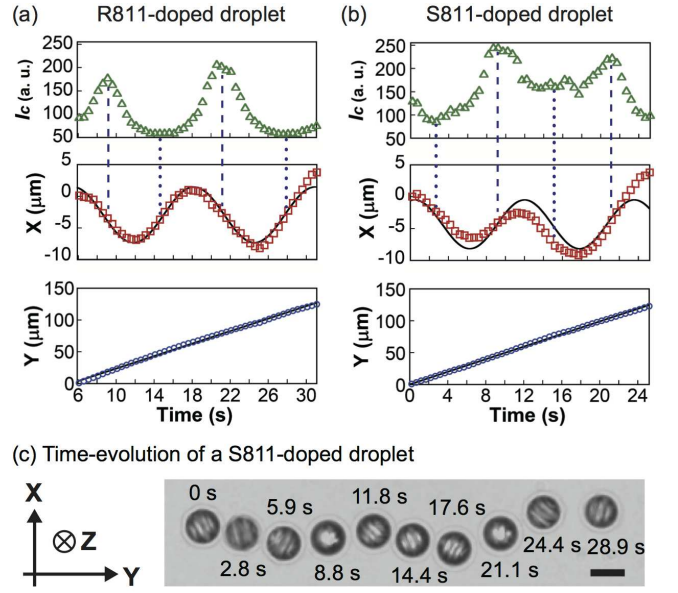 (a) R811-doped droplet
250
200
150
100
50
Ic (a. u.)
5
0
-5
-10
X (μm)
150
100
50
0
Y (μm)
6 10 14 18 22 26 30
Time (s)
(b) S811-doped droplet
250
200
150
100
50
Ic (a. u.)
5
0
-5
-10
X (μm)
150
100
50
0
Y (μm)
0 4 8 12 16 20 24
Time (s)
(c) Time-evolution of a S811-doped droplet
X
Z
Y
0 s 5.9 s 11.8 s 17.6 s
2.8 s 8.8 s 14.4 s 21.1 s 24.4 s 28.9 s